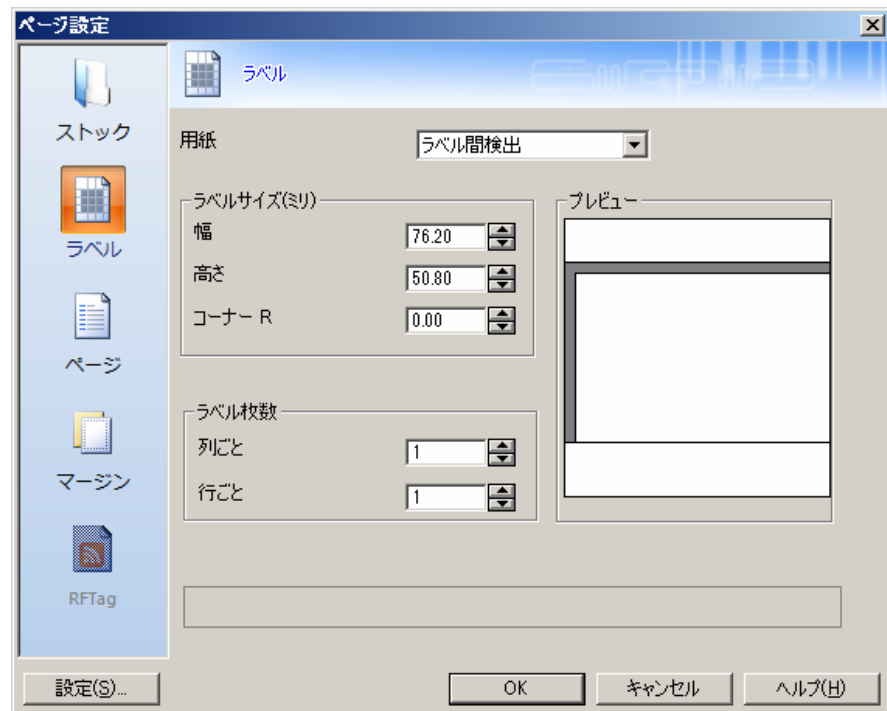 ページ設定
ストック
ラベル
ページ
マージン
RFTag
ラベル
用紙
ラベル間検出
ラベルサイズ(ミリ)
幅
76.20
高さ
50.80
コーナー R
0.00
ラベル枚数
列ごと
1
行ごと
1
プレビュー
設定(S)...
OK
キャンセル
ヘルプ(H)